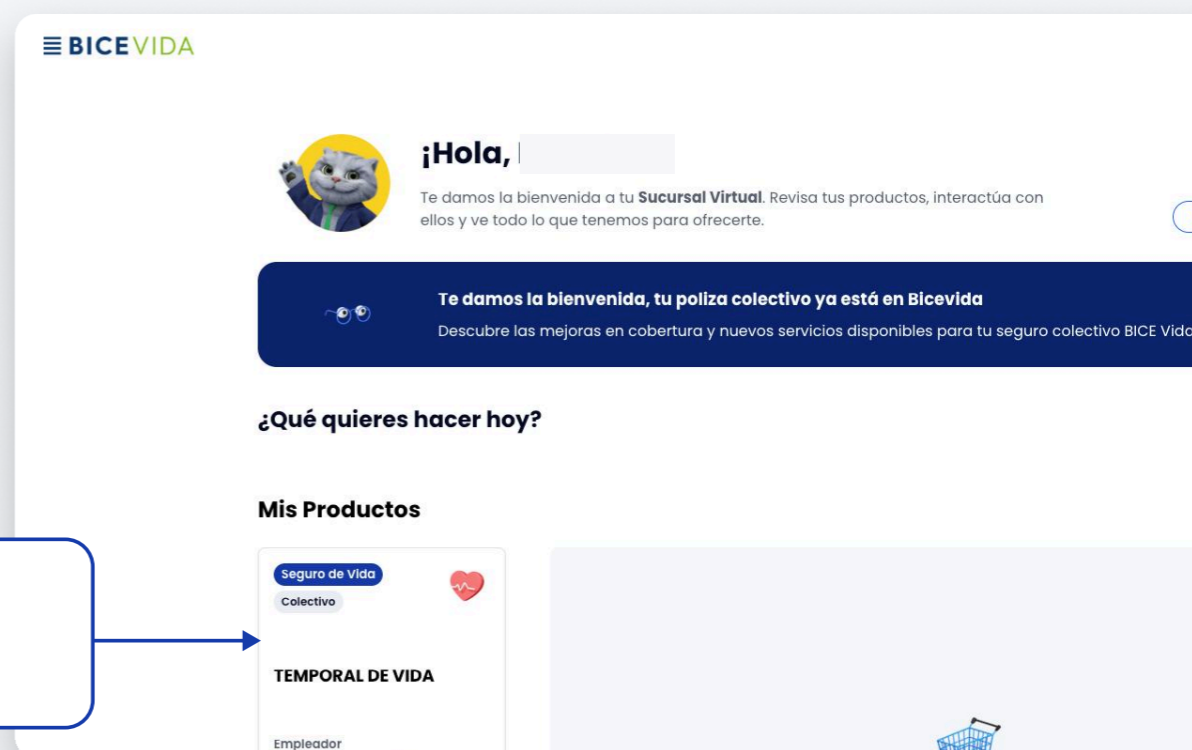 BICEVIDA
¡Hola,
Te damos la bienvenida a tu Sucursal Virtual. Revisa tus productos, interactúa con
ellos y ve todo lo que tenemos para ofrecerte.
Te damos la bienvenida, tu poliza colectivo ya está en Bicevida
Descubre las mejoras en cobertura y nuevos servicios disponibles para tu seguro colectivo BICE Vida
¿Qué quieres hacer hoy?
Mis Productos
Seguro de Vida
Colectivo
TEMPORAL DE VIDA
Empleador